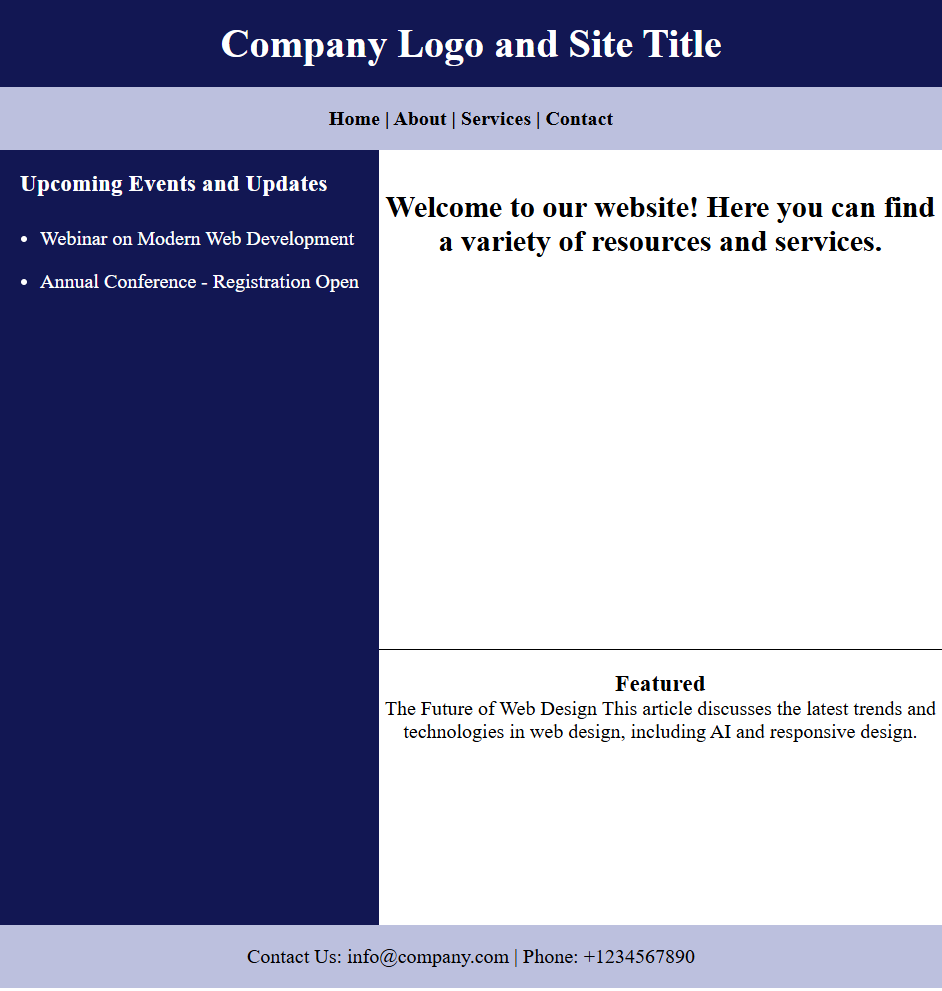 Company Logo and Site Title
Home | About | Services | Contact
Upcoming Events and Updates
• Webinar on Modern Web Development
• Annual Conference - Registration Open
Welcome to our website! Here you can find
a variety of resources and services.
Featured
The Future of Web Design This article discusses the latest trends and
technologies in web design, including AI and responsive design.
Contact Us: info@company.com | Phone: +1234567890